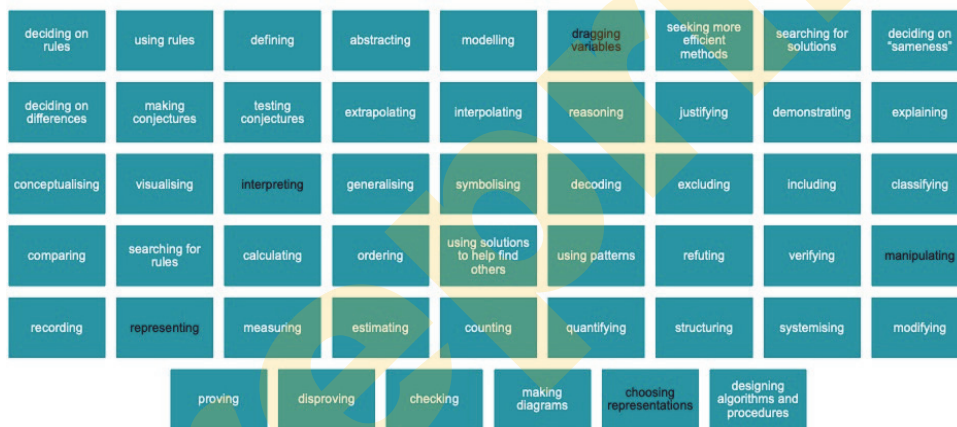 deciding on rules
using rules
defining
abstracting
modelling
dragging variables
seeking more efficient methods
searching for solutions
deciding on "sameness"
deciding on differences
making conjectures
testing conjectures
extrapolating
interpolating
reasoning
justifying
demonstrating
explaining
conceptualising
visualising
interpreting
generalising
symbolising
decoding
excluding
including
classifying
comparing
searching for rules
calculating
ordering
using solutions to help find others
using patterns
refuting
verifying
manipulating
recording
representing
measuring
estimating
counting
quantifying
structuring
systemising
modifying
proving
disproving
checking
making diagrams
choosing representations
designing algorithms and procedures